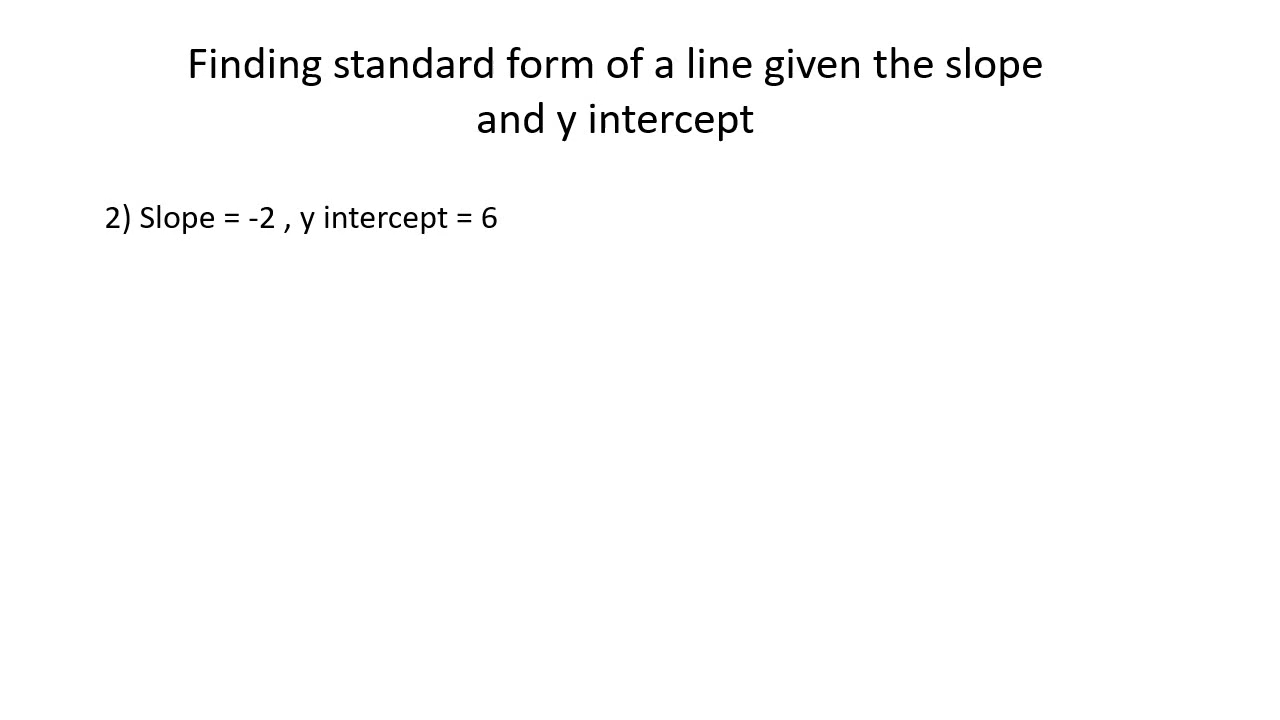 Finding standard form of a line given the slope
and y intercept
2) Slope = -2 , y intercept = 6